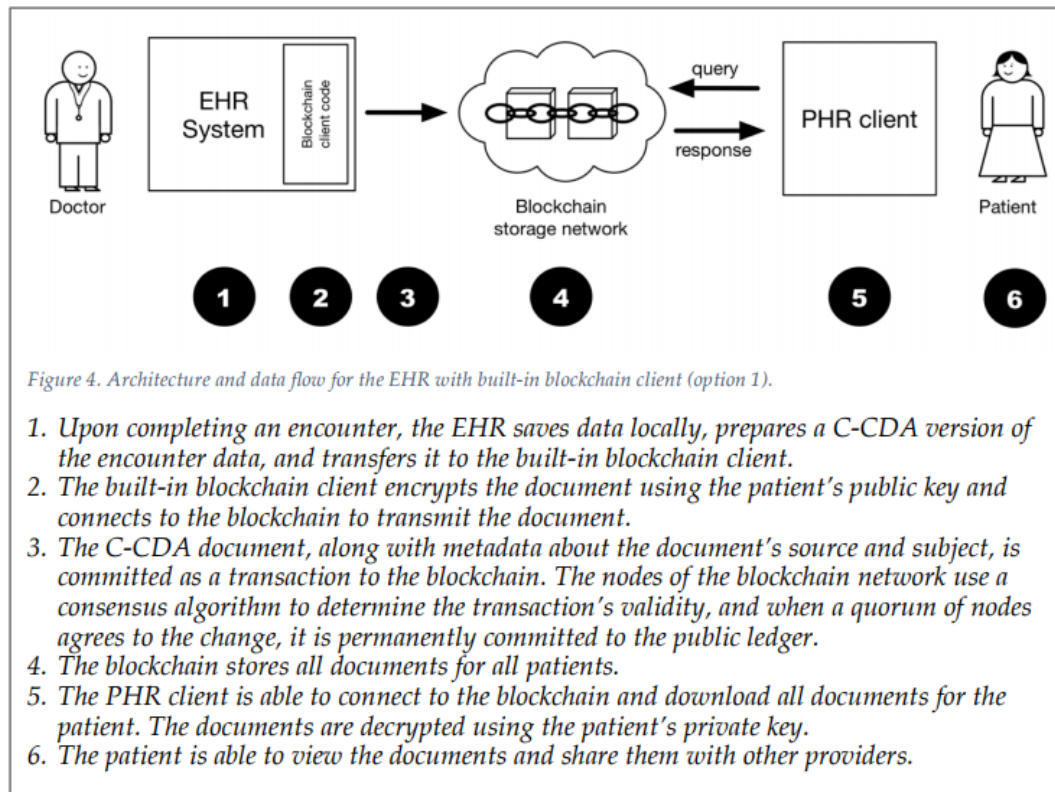 EHR
System
Blockchain
client code
query
response
PHR client
Doctor
Blockchain
storage network
Patient
1 2 3 4 5 6
Figure 4. Architecture and data flow for the EHR with built-in blockchain client (option 1).
1. Upon completing an encounter, the EHR saves data locally, prepares a C-CDA version of
the encounter data, and transfers it to the built-in blockchain client.
2. The built-in blockchain client encrypts the document using the patient's public key and
connects to the blockchain to transmit the document.
3. The C-CDA document, along with metadata about the document's source and subject, is
committed as a transaction to the blockchain. The nodes of the blockchain network use a
consensus algorithm to determine the transaction's validity, and when a quorum of nodes
agrees to the change, it is permanently committed to the public ledger.
4. The blockchain stores all documents for all patients.
5. The PHR client is able to connect to the blockchain and download all documents for the
patient. The documents are decrypted using the patient's private key.
6. The patient is able to view the documents and share them with other providers.